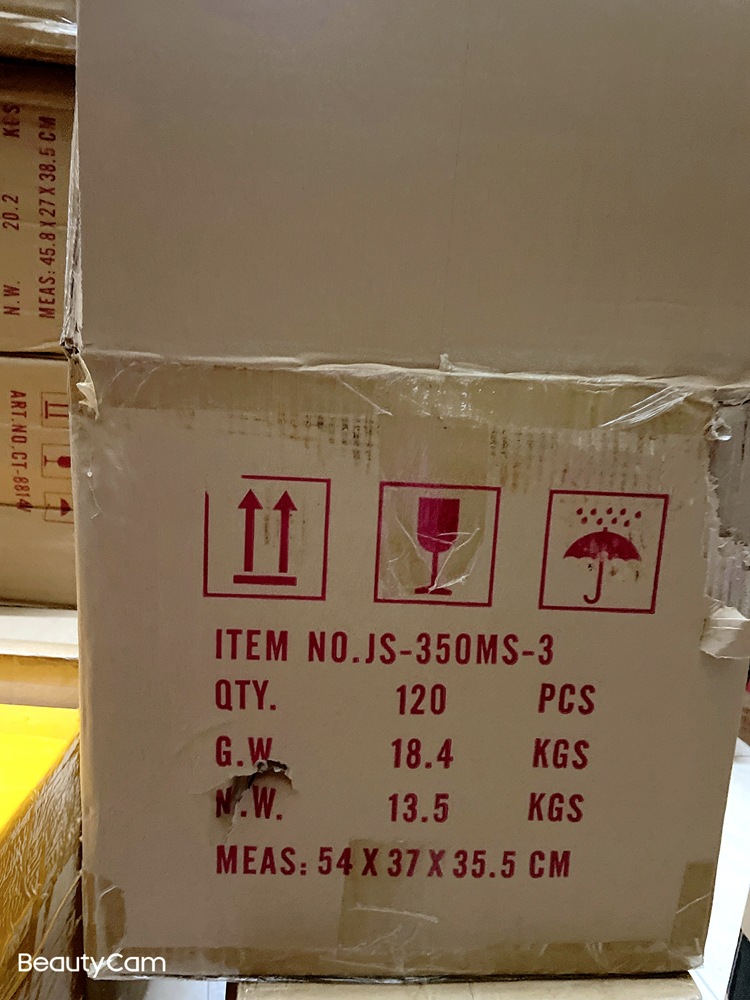 N.W. 20.2 KGS
MEAS: 45.8 X 27 X 38.5 CM
ITEM NO.JS-350MS-3
QTY. 120 PCS
G.W. 18.4 KGS
N.W. 13.5 KGS
MEAS: 54 X 37 X 35.5 CM
BeautyCam